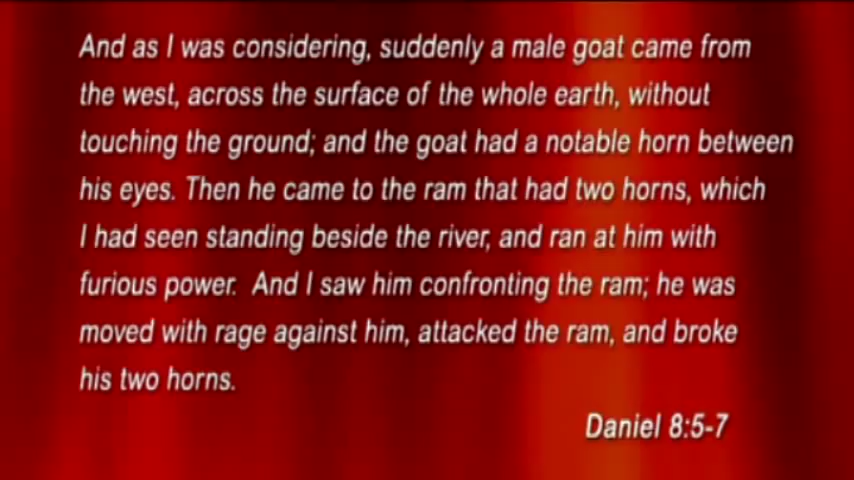 And as I was considering, suddenly a male goat came from
the west, across the surface of the whole earth, without
touching the ground; and the goat had a notable horn between
his eyes. Then he came to the ram that had two horns, which
I had seen standing beside the river, and ran at him with
furious power.  And I saw him confronting the ram; he was
moved with rage against him, attacked the ram, and broke
his two horns.
Daniel 8:5-7